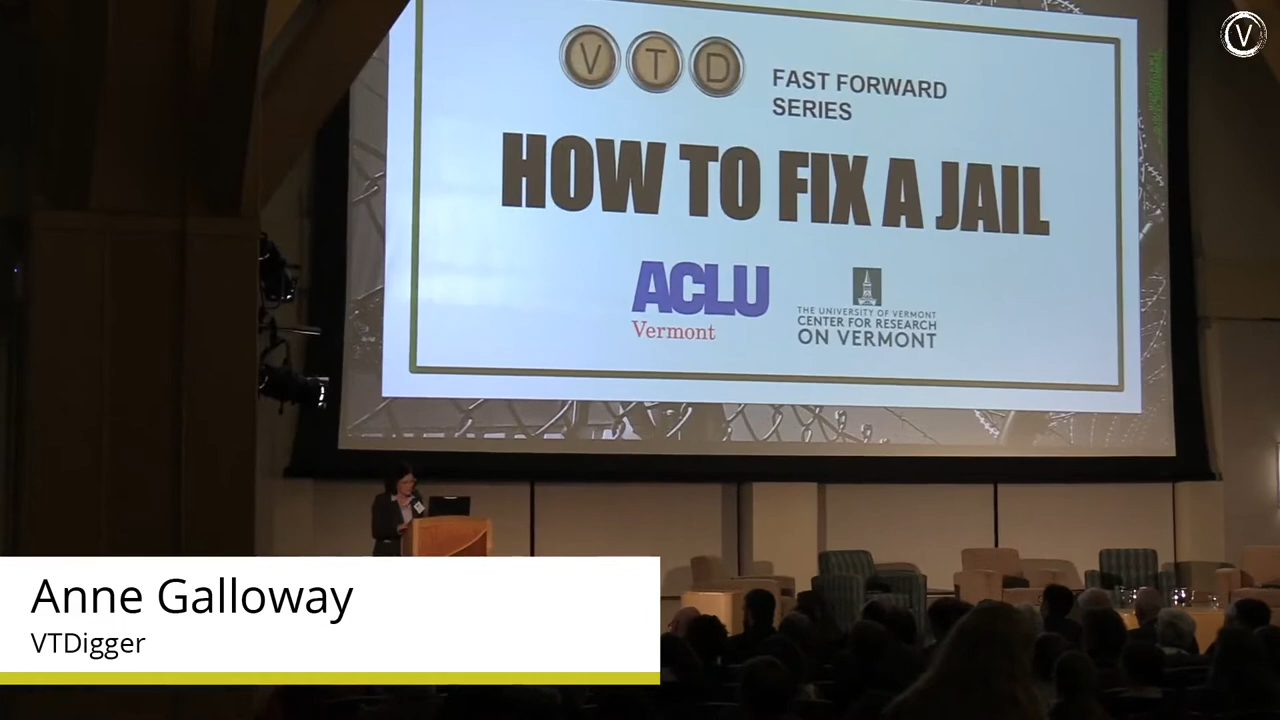 V
V T D
FAST FORWARD
SERIES
HOW TO FIX A JAIL
ACLU
Vermont
THE UNIVERSITY OF VERMONT
CENTER FOR RESEARCH
ON VERMONT
Anne Galloway
VTDigger